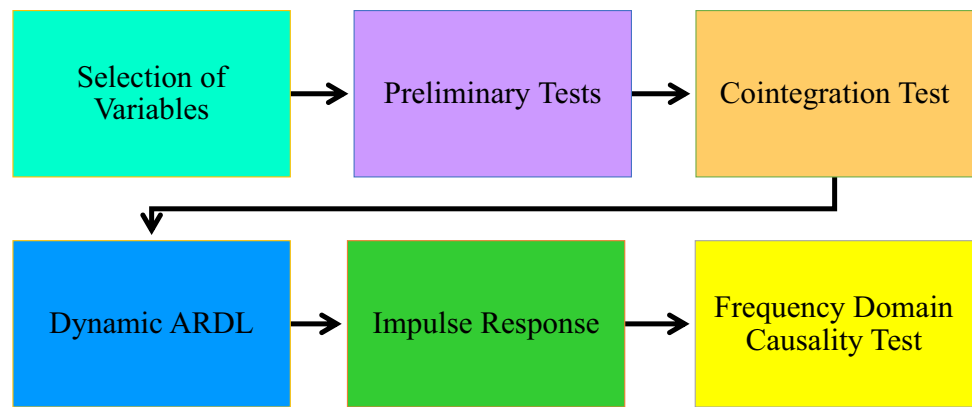 Selection of
Variables
Preliminary Tests
Cointegration Test
Dynamic ARDL
Impulse Response
Frequency Domain
Causality Test